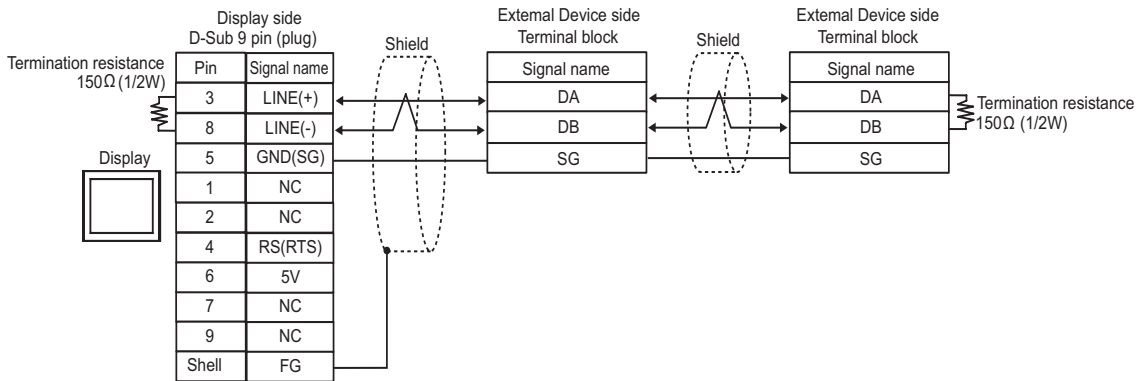 Display side
D-Sub 9 pin (plug)
Shield
External Device side
Terminal block
Shield
External Device side
Terminal block
Termination resistance
150Ω (1/2W)
Pin
Signal name
Signal name
Signal name
3
LINE(+)
DA
DA
Termination resistance
150Ω (1/2W)
8
LINE(-)
DB
DB
Display
5
GND(SG)
SG
SG
1
NC
2
NC
4
RS(RTS)
6
5V
7
NC
9
NC
Shell
FG